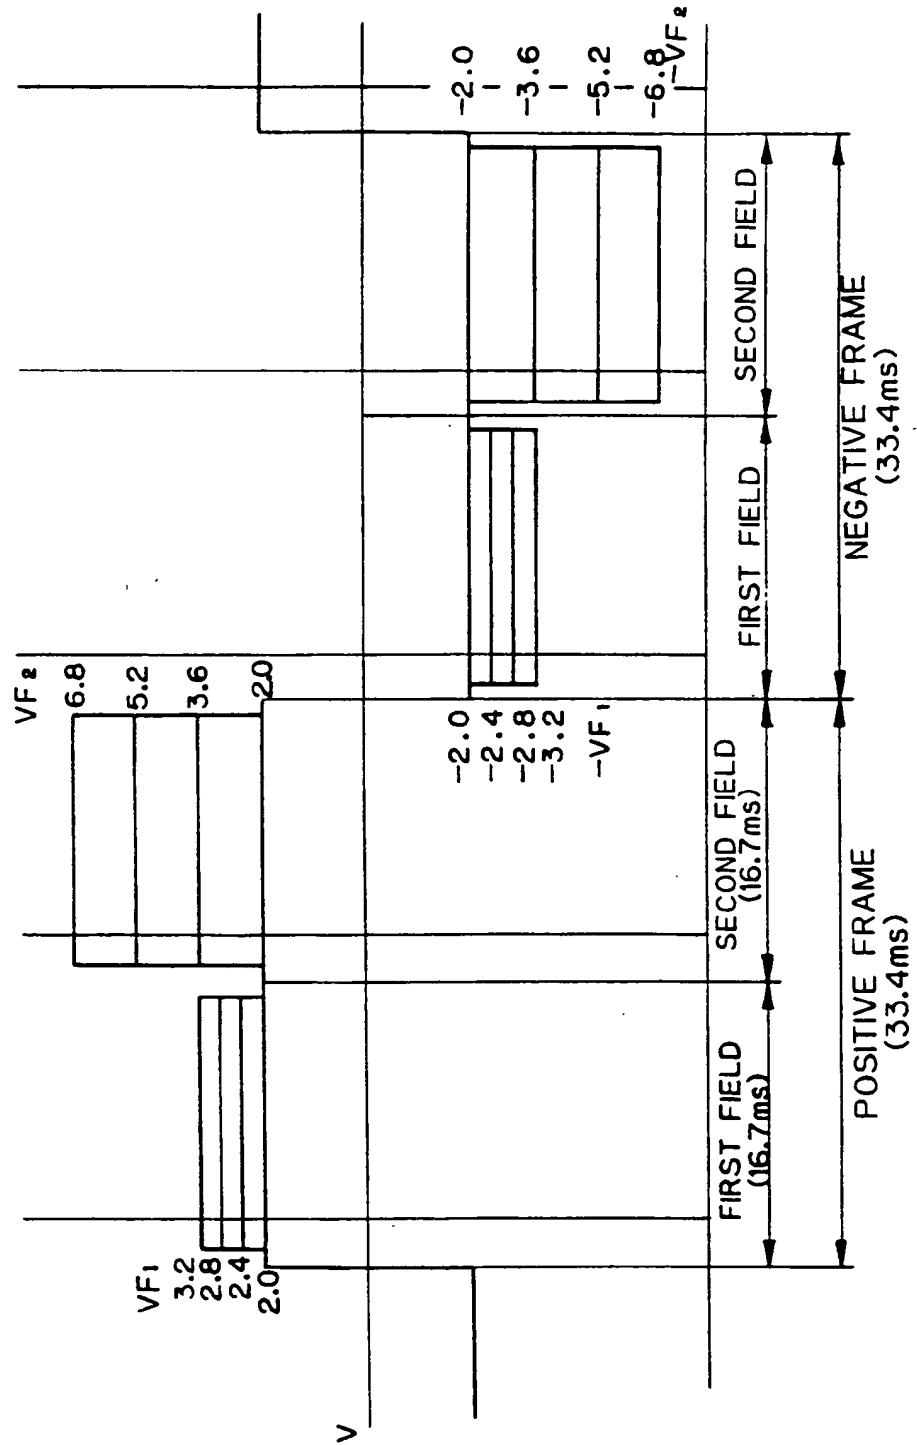 V
VF₁
3.2
2.8
2.4
2.0
VF₂
6.8
5.2
3.6
2.0
-2.0
-2.4
-2.8
-3.2
-VF₁
-2.0
-3.6
-5.2
-6.8
-VF₂
FIRST FIELD
(16.7ms)
SECOND FIELD
(16.7ms)
FIRST FIELD
SECOND FIELD
POSITIVE FRAME
(33.4ms)
NEGATIVE FRAME
(33.4ms)